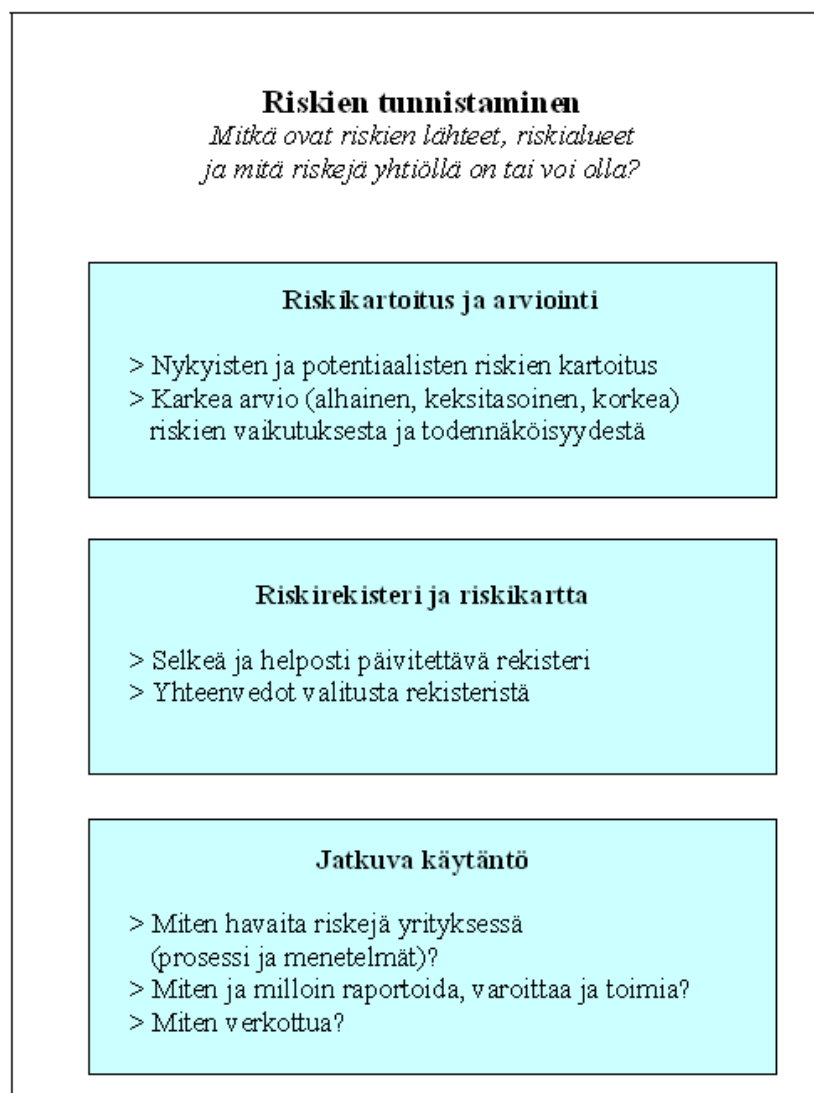 Riskien tunnistaminen
Mitkä ovat riskien lähteet, riskialueet
ja mitä riskejä yhtiöllä on tai voi olla?
Riskikartoitus ja arviointi
> Nykyisten ja potentiaalisten riskien kartoitus
> Karkea arvio (alhainen, keksitasoinen, korkea)
riskien vaikutuksesta ja todennäköisyydestä
Riskirekisteri ja riskikartta
> Selkeä ja helposti päivitettävä rekisteri
> Yhteenvedot valitusta rekisteristä
Jatkuva käytäntö
> Miten havaita riskejä yrityksessä
(prosessi ja menetelmät)?
> Miten ja milloin raportoida, varoittaa ja toimia?
> Miten verkottua?